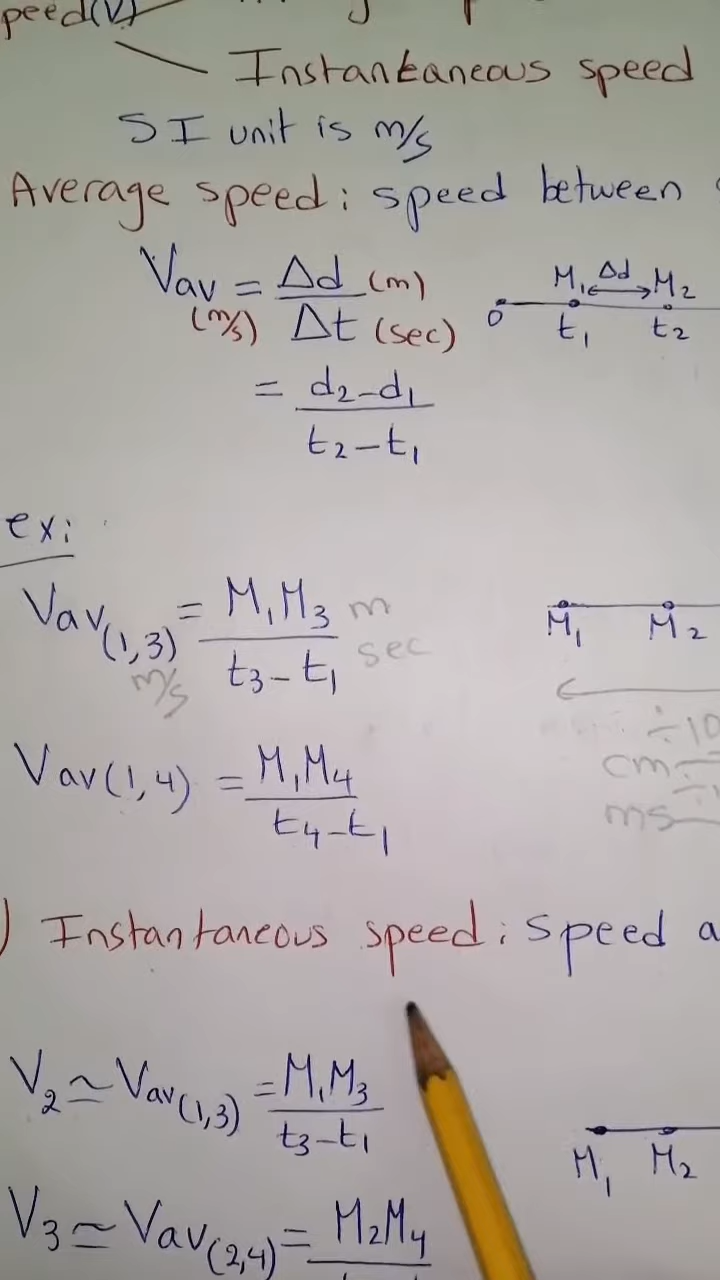 peed(V)
Instantaneous speed
SI unit is m/s
Average speed: speed between
Vav = Δd (m) / Δt (sec)
(m/s)
M₁ Δd M₂
0 t₁ t₂
= d₂-d₁ / t₂-t₁
ex:
Vav(1,3) = M₁M₃ m / t₃-t₁ sec
m/s
M₁ M₂
÷10
cm
ms
Vav(1,4) = M₁M₄ / t₄-t₁
) Instantaneous speed: Speed a
V₂ ≃ Vav(1,3) = M₁M₃ / t₃-t₁
M₁ M₂
V₃ ≃ Vav(2,4) = M₂M₄